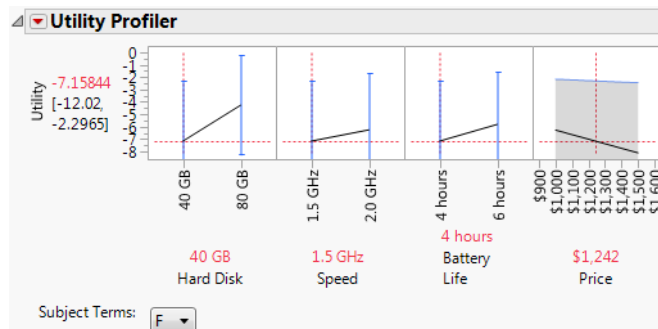 Utility Profiler
Utility
-7.15844
[-12.02,
-2.2965]
0
-1
-2
-3
-4
-5
-6
-7
-8
40 GB
80 GB
1.5 GHz
2.0 GHz
4 hours
6 hours
$900
$1,000
$1,100
$1,200
$1,300
$1,400
$1,500
40 GB
Hard Disk
1.5 GHz
Speed
4 hours
Battery
Life
$1,242
Price
Subject Terms:
F